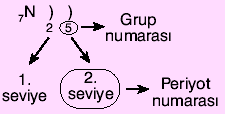 ₇N ) )
2 5
Grup
numarası
1.
seviye
2.
seviye
Periyot
numarası